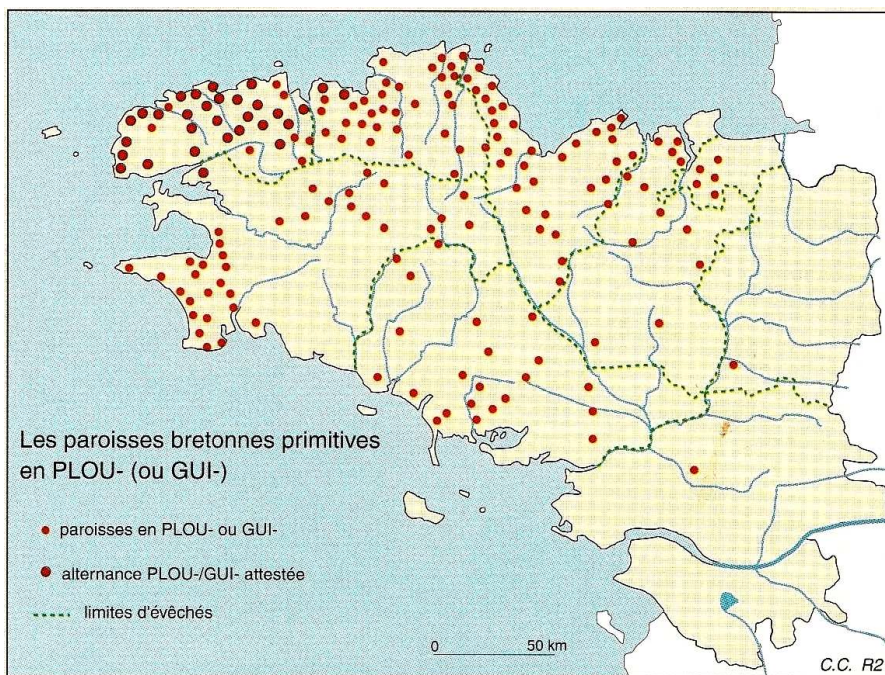 Les paroisses bretonnes primitives
en PLOU- (ou GUI-)
paroisses en PLOU- ou GUI-
alternance PLOU-/GUI- attestée
limites d'évêchés
0 50 km
C.C. R2